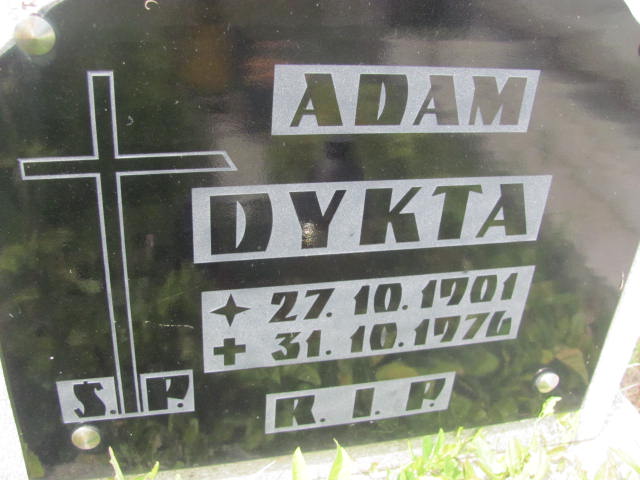 ADAM
DYKTA
27. 10. 1901
31. 10. 1976
Ś. P.
R. I. P.